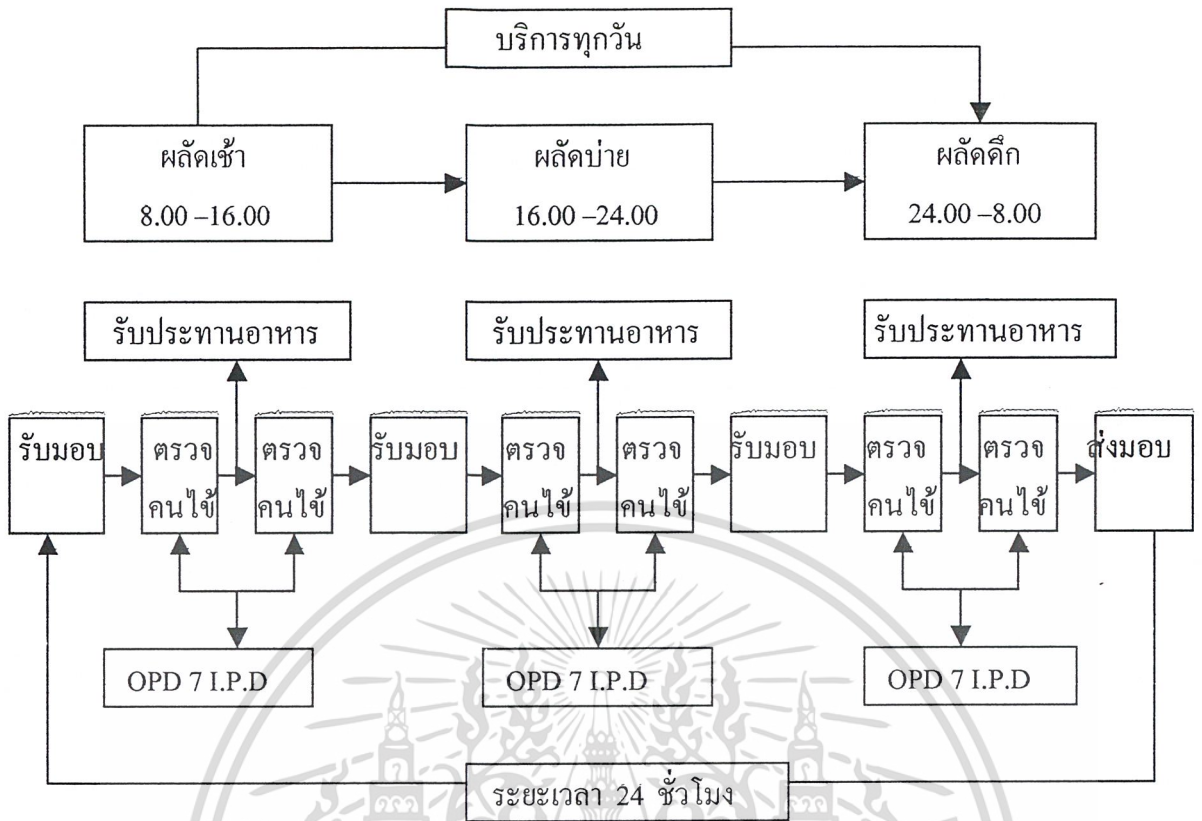 บริการทุกวัน
ผลัดเช้า
8.00 –16.00
ผลัดบ่าย
16.00 –24.00
ผลัดดึก
24.00 –8.00
รับประทานอาหาร
รับประทานอาหาร
รับประทานอาหาร
รับมอบ
ตรวจ
คนไข้
ตรวจ
คนไข้
รับมอบ
ตรวจ
คนไข้
ตรวจ
คนไข้
รับมอบ
ตรวจ
คนไข้
ตรวจ
คนไข้
ส่งมอบ
OPD 7 I.P.D
OPD 7 I.P.D
OPD 7 I.P.D
ระยะเวลา 24 ชั่วโมง